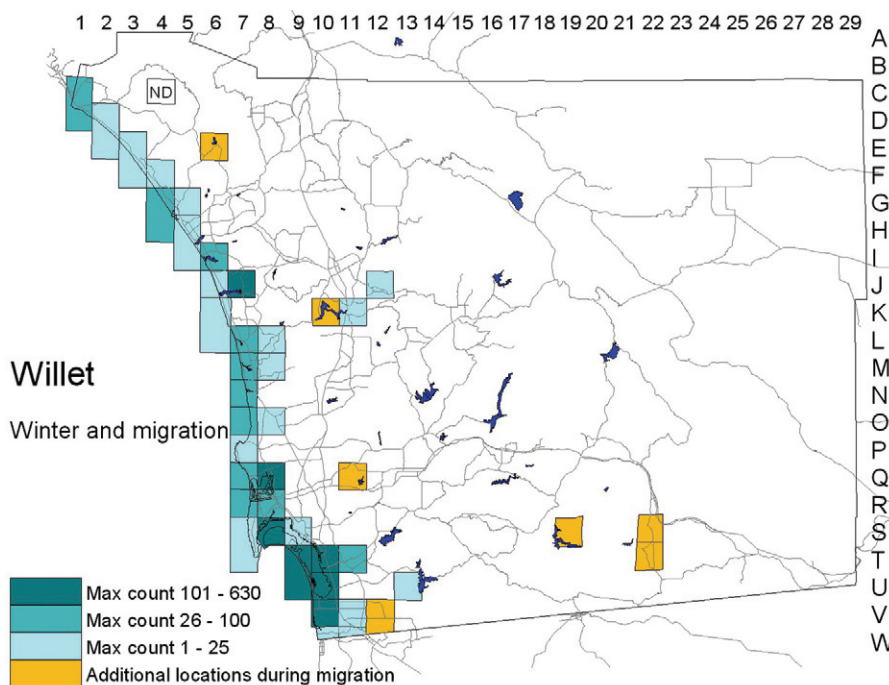 1 2 3 4 5 6 7 8 9 10 11 12 13 14 15 16 17 18 19 20 21 22 23 24 25 26 27 28 29
A
B
C
D
E
F
G
H
I
J
K
L
M
N
O
P
Q
R
S
T
U
V
W
ND
Willet
Winter and migration
Max count 101 - 630
Max count 26 - 100
Max count 1 - 25
Additional locations during migration